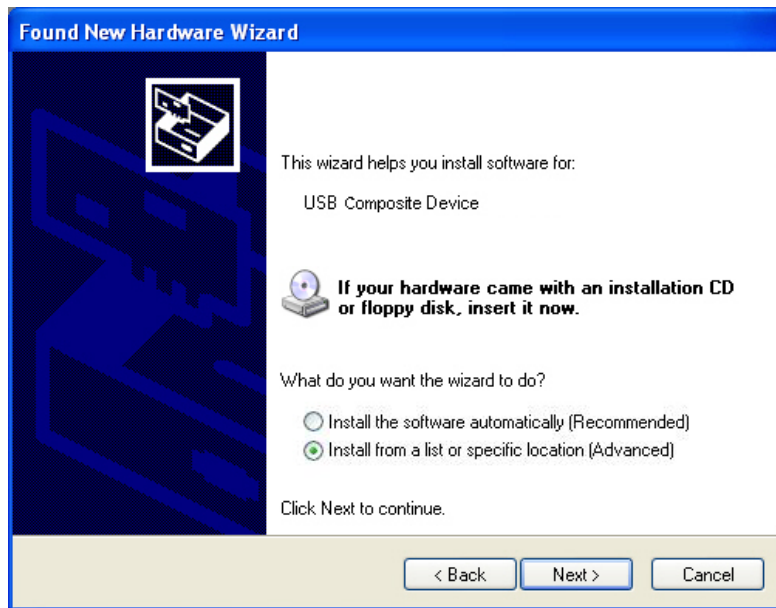 Found New Hardware Wizard
This wizard helps you install software for:
USB Composite Device
If your hardware came with an installation CD
or floppy disk, insert it now.
What do you want the wizard to do?
Install the software automatically (Recommended)
Install from a list or specific location (Advanced)
Click Next to continue.
< Back Next > Cancel